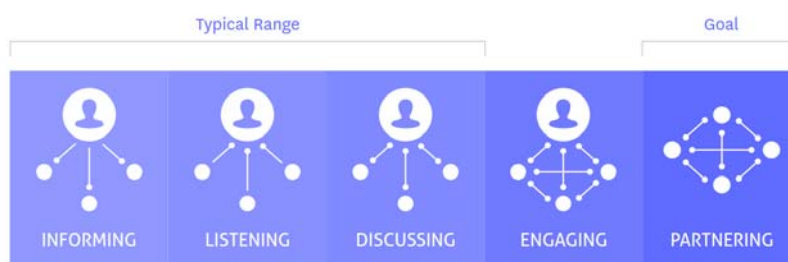 Typical Range
Goal
INFORMING
LISTENING
DISCUSSING
ENGAGING
PARTNERING